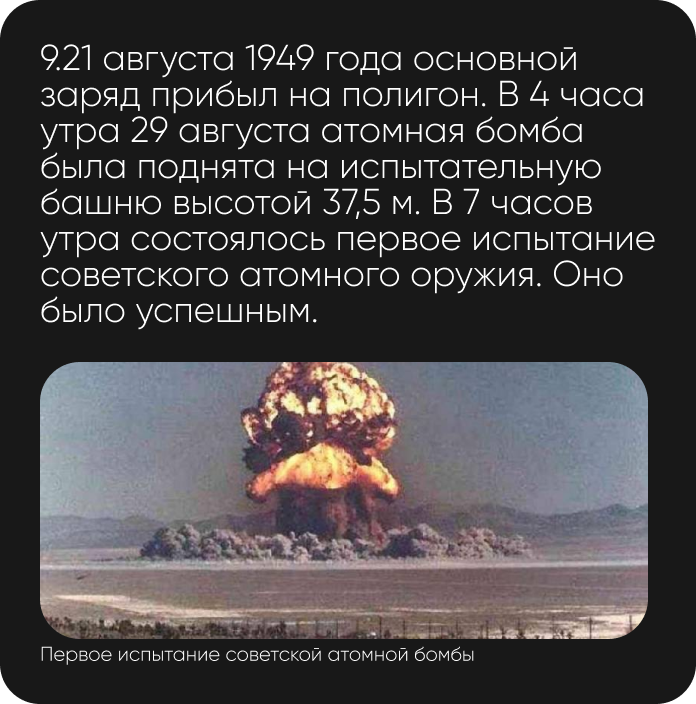 9.21 августа 1949 года основной
заряд прибыл на полигон. В 4 часа
утра 29 августа атомная бомба
была поднята на испытательную
башню высотой 37,5 м. В 7 часов
утра состоялось первое испытание
советского атомного оружия. Оно
было успешным.
Первое испытание советской атомной бомбы